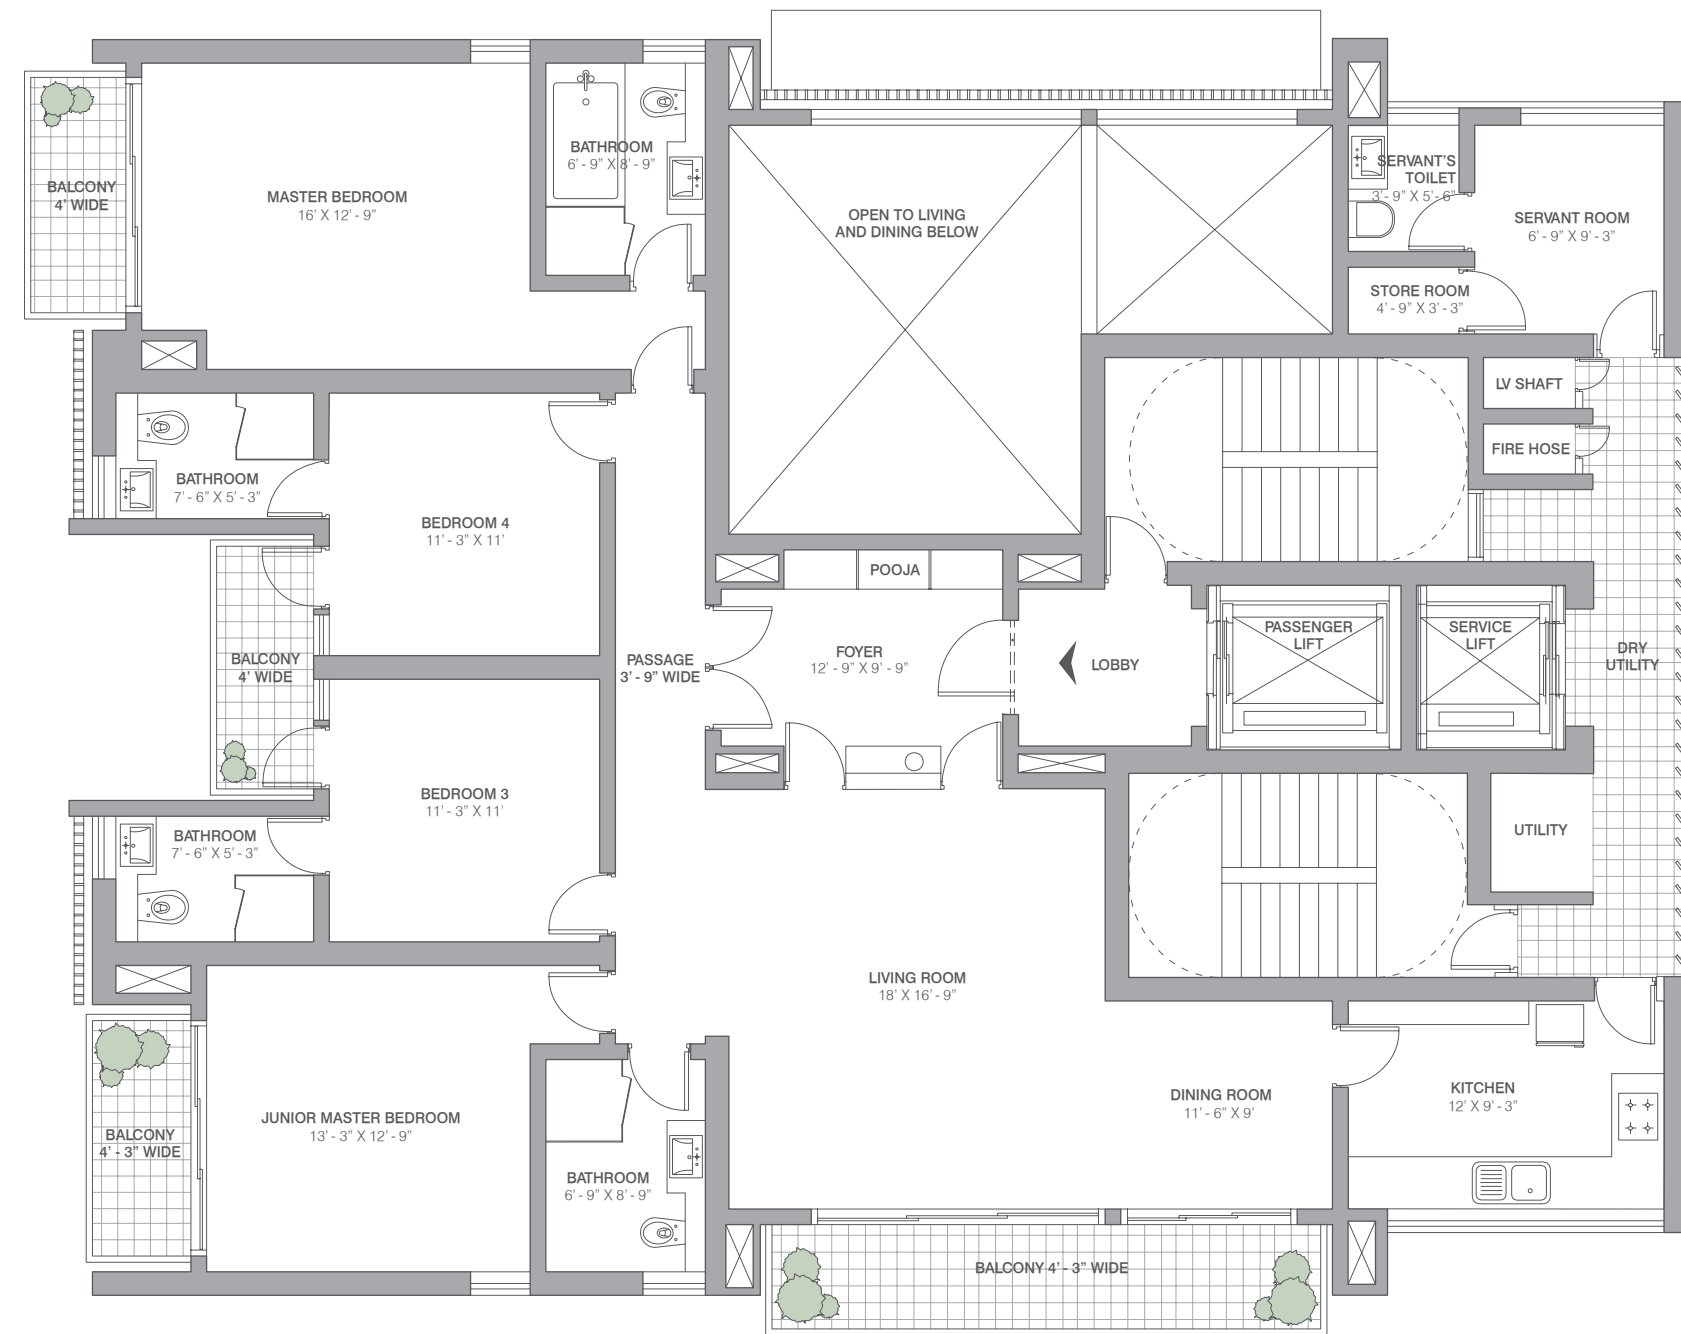 BATHROOM
6' - 9" X 8' - 9"
BALCONY
4' WIDE
MASTER BEDROOM
16' X 12' - 9"
OPEN TO LIVING
AND DINING BELOW
SERVANT'S
TOILET
3' - 9" X 5' - 6"
SERVANT ROOM
6' - 9" X 9' - 3"
STORE ROOM
4' - 9" X 3' - 3"
LV SHAFT
FIRE HOSE
BATHROOM
7' - 6" X 5' - 3"
BEDROOM 4
11' - 3" X 11'
POOJA
BALCONY
4' WIDE
PASSAGE
3' - 9" WIDE
FOYER
12' - 9" X 9' - 9"
LOBBY
PASSENGER
LIFT
SERVICE
LIFT
DRY
UTILITY
BEDROOM 3
11' - 3" X 11'
BATHROOM
7' - 6" X 5' - 3"
UTILITY
LIVING ROOM
18' X 16' - 9"
DINING ROOM
11' - 6" X 9'
KITCHEN
12' X 9' - 3"
JUNIOR MASTER BEDROOM
13' - 3" X 12' - 9"
BALCONY
4' - 3" WIDE
BATHROOM
6' - 9" X 8' - 9"
BALCONY 4' - 3" WIDE